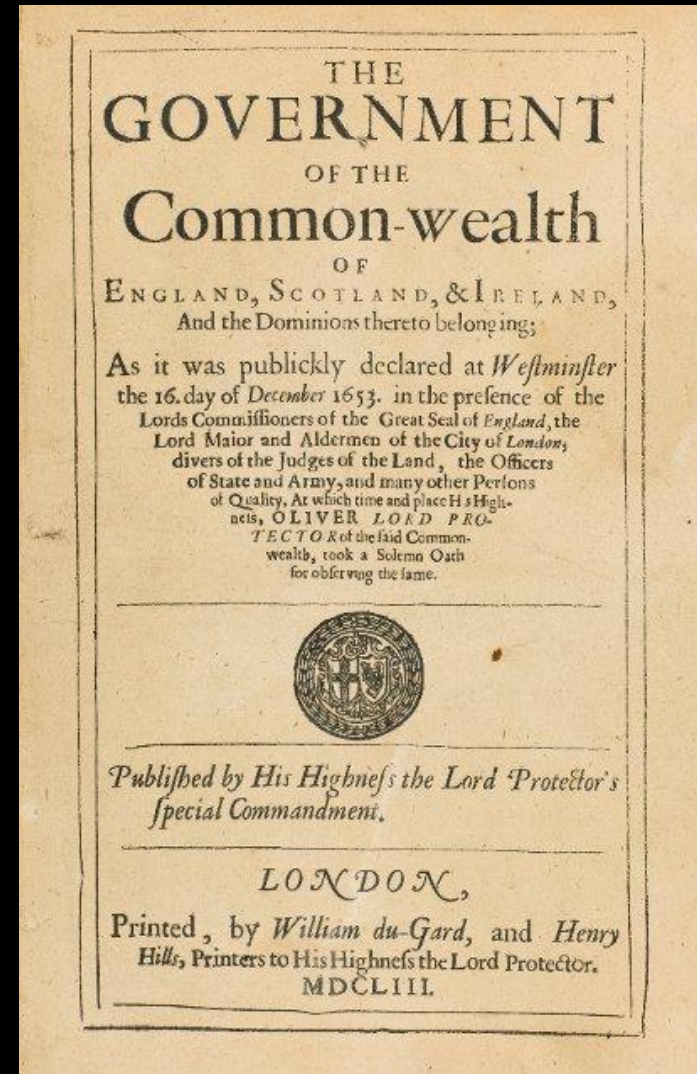 THE
GOVERNMENT
OF THE
Common-wealth
OF
ENGLAND, SCOTLAND, & IRELAND,
And the Dominions thereto belonging;
As it was publickly declared at Weſtminſter
the 16. day of December 1653. in the preſence of the
Lords Commiſſioners of the Great Seal of England, the
Lord Maior and Aldermen of the City of London,
divers of the Judges of the Land, the Officers
of State and Army, and many other Perſons
of Quality, At which time and place H s High-
neſs, OLIVER LORD PRO-
TECTOR of the ſaid Common-
wealth, took a Solemn Oath
for obſerving the ſame.
Publiſhed by His Highneſs the Lord Protector's
ſpecial Commandment.
LONDON,
Printed, by William du-Gard, and Henry
Hills, Printers to His Highneſs the Lord Protector.
MDCLIII.